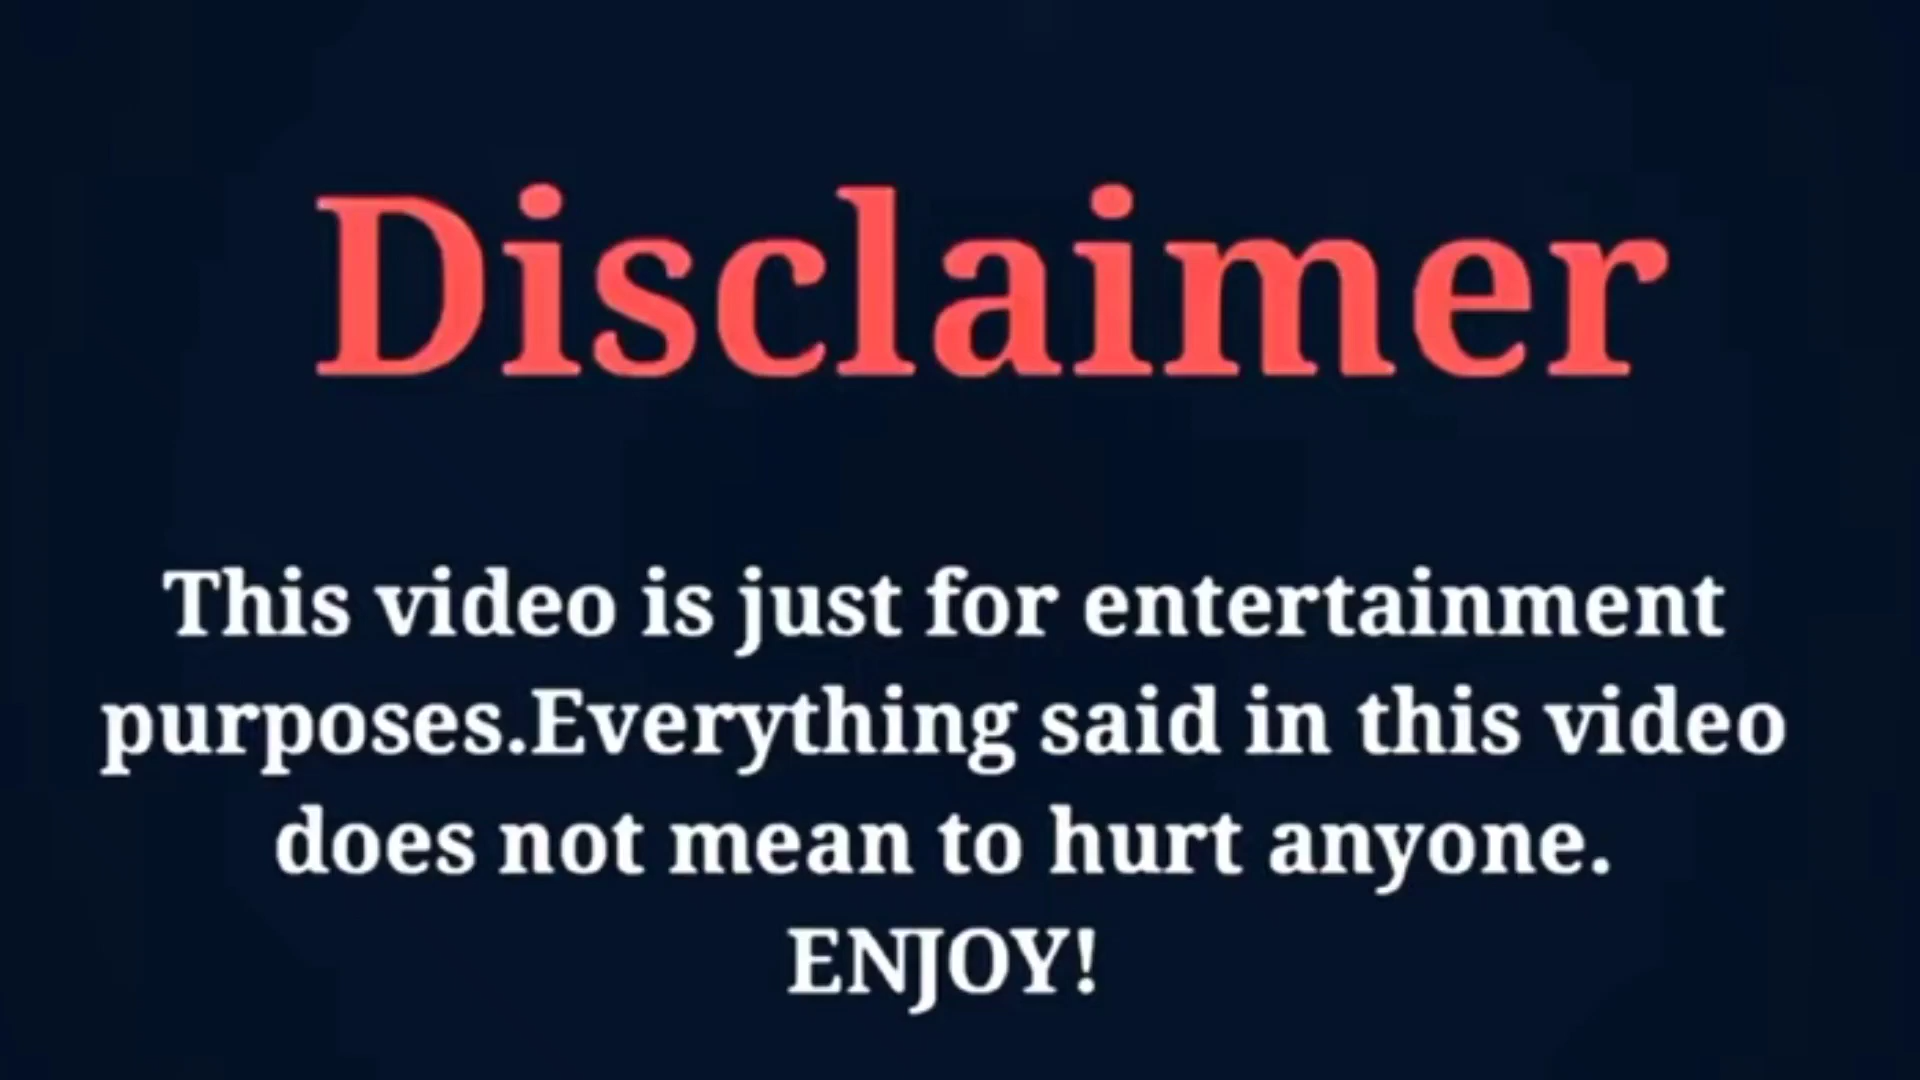 Disclaimer
This video is just for entertainment
purposes.Everything said in this video
does not mean to hurt anyone.
ENJOY!